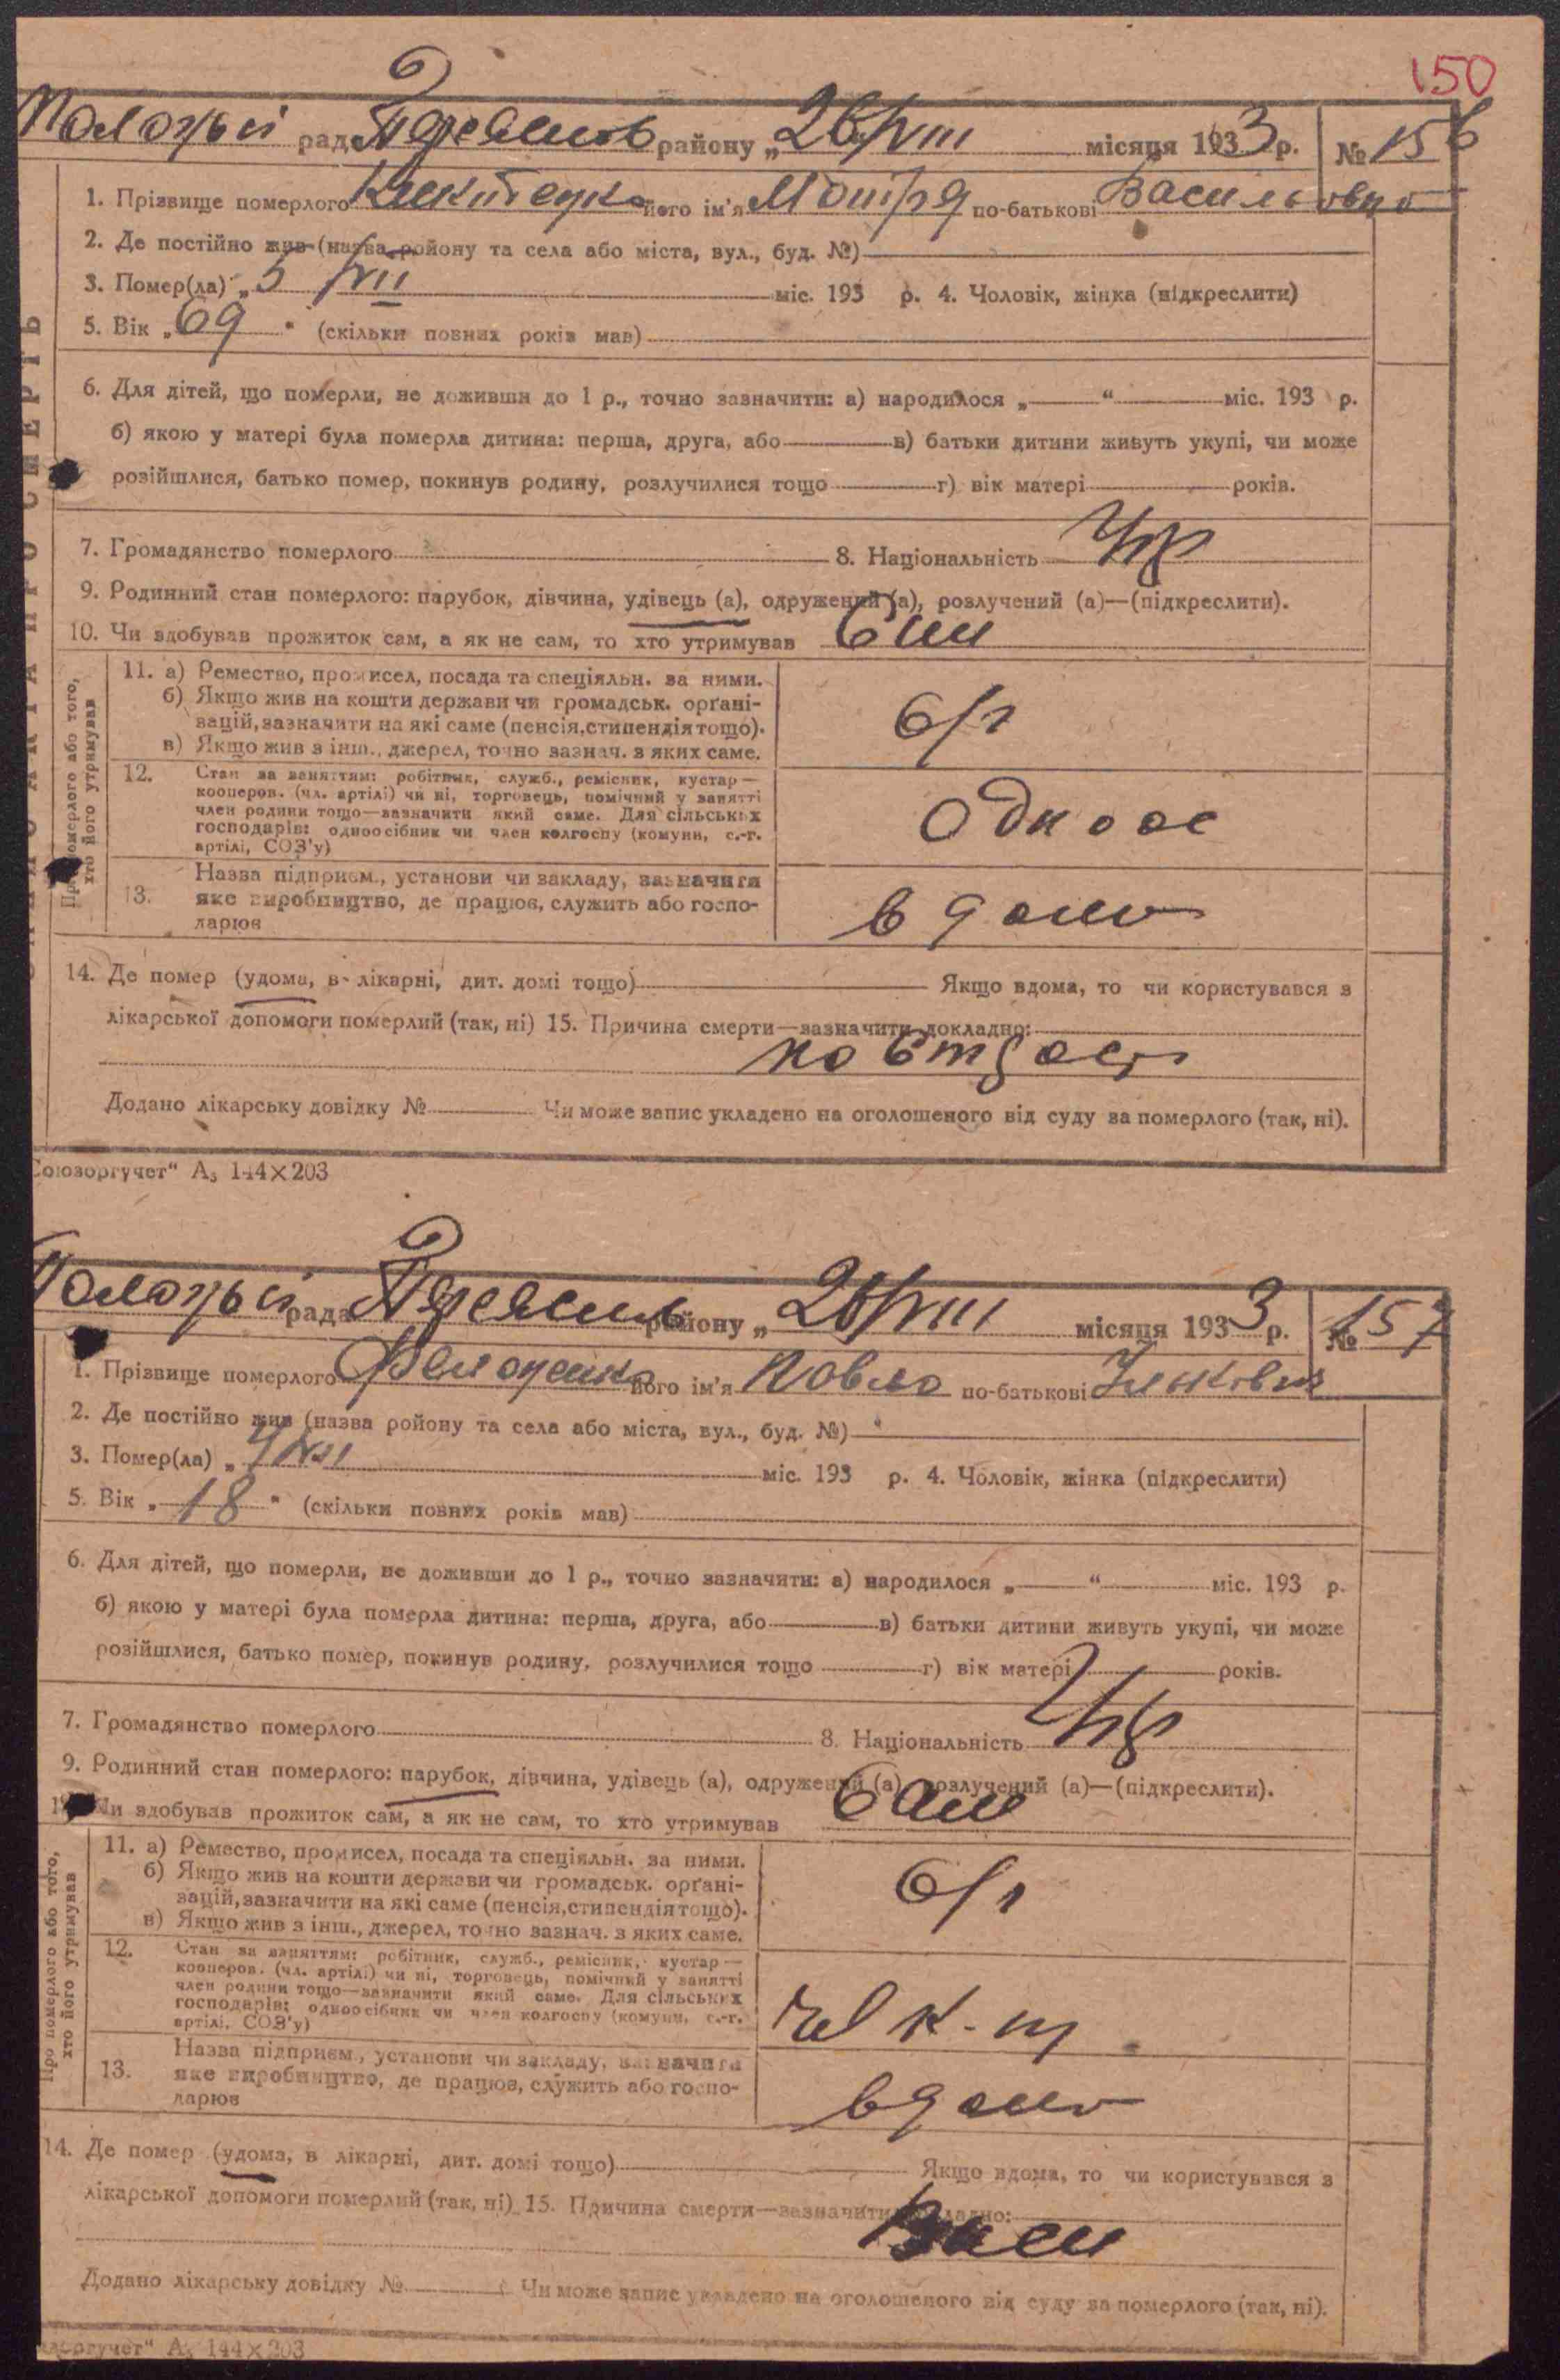 150
рада районy „26/VIII місяця 1933 р. № 156
1. Прізвище померлого його ім'я Мотря по-батькові Васильовна
2. Де постійно жив (назва ройону та села або міста, вул., буд. №)
3. Помер(ла) „5 /VII міс. 193 р. 4. Чоловік, жінка (підкреслити)
5. Вік „69" (скільки повних років мав)
6. Для дітей, що померли, не доживши до 1 р., точно зазначити: а) народилося „ “ міс. 193 р.
б) якою у матері була померла дитина: перша, друга, або в) батьки дитини живуть укупі, чи може
розійшлися, батько помер, покинув родину, розлучилися тощо г) вік матері років.
7. Громадянство померлого 8. Національність Укр
9. Родинний стан померлого: парубок, дівчина, удівець (а), одружений (а), розлучений (а)—(підкреслити).
10. Чи здобував прожиток сам, а як не сам, то хто утримував
Про померлого або того, хто його утримував
11. а) Ремество, промисел, посада та спеціяльн. за ними.
б) Якщо жив на кошти держави чи громадськ. орґані-
зацій, зазначити на які саме (пенсія, стипендія тощо).
в) Якщо жив з інш., джерел, точно зазнач. з яких саме.
б/г
12. Стан за заняттям: робітник, служб., ремісник, кустар—
кооперов. (чл. артілі) чи ні, торговець, помічний у занятті
член родини тощо—зазначити який саме. Для сільських
господарів: одноосібник чи член колгоспу (комуни, с.-г.
артілі, СОЗ'у)
одноос
13. Назва підприєм., установи чи закладу, зазначити
яке виробництво, де працюв, служить або госпо-
дарюв
в дома
14. Де помер (удома, в лікарні, дит. домі тощо) Якщо вдома, то чи користувався з
лікарської допомоги померлий (так, ні) 15. Причина смерти—зазначити докладно:
Додано лікарську довідку № Чи може запис укладено на оголошеного від суду за померлого (так, ні).
Союзоргучет“ А₅ 144×203
рада району „26/VIII місяця 1933 р. № 157
1. Прізвище померлого його ім'я Павло по-батькові
2. Де постійно жив (назва ройону та села або міста, вул., буд. №)
3. Помер(ла) „ міс. 193 р. 4. Чоловік, жінка (підкреслити)
5. Вік „18" (скільки повних років мав)
6. Для дітей, що померли, не доживши до 1 р., точно зазначити: а) народилося „ “ міс. 193 р.
б) якою у матері була померла дитина: перша, друга, або в) батьки дитини живуть укупі, чи може
розійшлися, батько помер, покинув родину, розлучилися тощо г) вік матері років.
7. Громадянство померлого 8. Національність Укр
9. Родинний стан померлого: парубок, дівчина, удівець (а), одружений (а), розлучений (а)—(підкреслити).
Чи здобував прожиток сам, а як не сам, то хто утримував сам
Про померлого або того, хто його утримував
11. а) Ремество, промисел, посада та спеціяльн. за ними.
б) Якщо жив на кошти держави чи громадськ. орґані-
зацій, зазначити на які саме (пенсія, стипендія тощо).
в) Якщо жив з інш., джерел, точно зазнач. з яких саме.
б/г
12. Стан за заняттям: робітник, служб., ремісник, кустар—
кооперов. (чл. артілі) чи ні, торговець, помічний у занятті
член родини тощо—зазначити який саме. Для сільських
господарів: одноосібник чи член колгоспу (комуни, с.-г.
артілі, СОЗ'у)
13. Назва підприєм., установи чи закладу, зазначити
яке виробництво, де працюв, служить або госпо-
дарюв
вдома
14. Де помер (удома, в лікарні, дит. домі тощо) Якщо вдома, то чи користувався з
лікарської допомоги померлий (так, ні) 15. Причина смерти—зазначити докладно:
Додано лікарську довідку № Чи може запис укладено на оголошеного від суду за померлого (так, ні).
А₅ 144×203